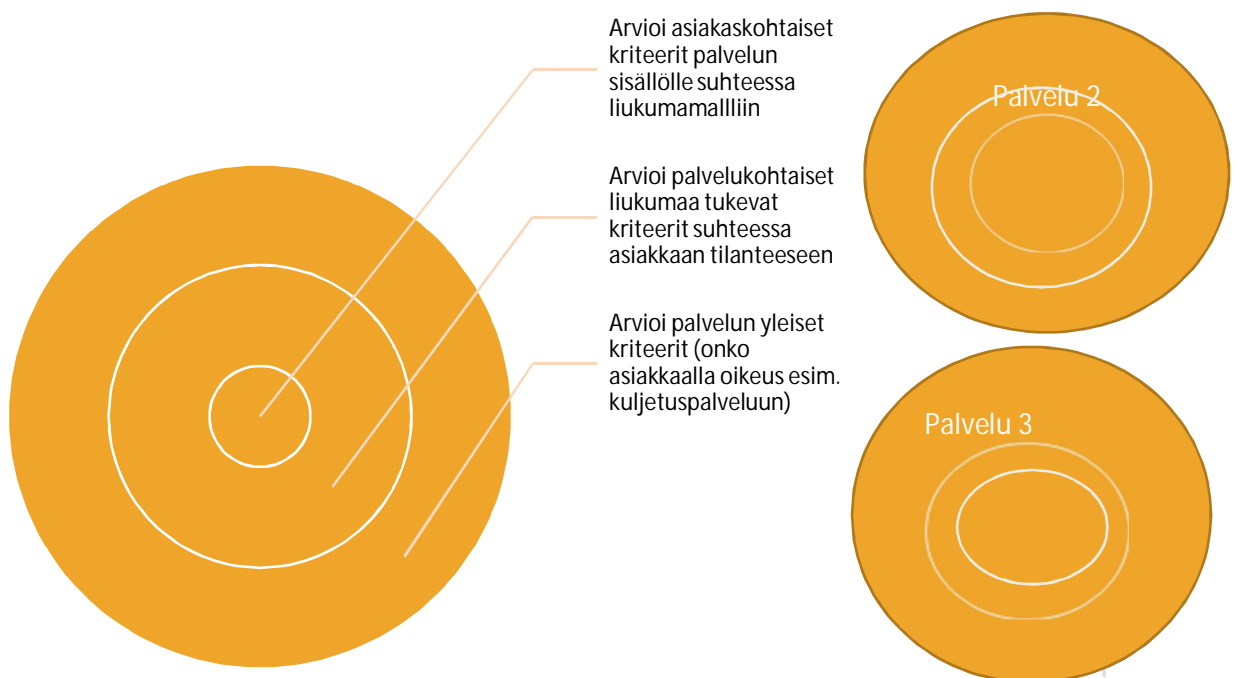 Arvioi asiakaskohtaiset
kriteerit palvelun
sisällölle suhteessa
liukumamallliin
Arvioi palvelukohtaiset
liukumaa tukevat
kriteerit suhteessa
asiakkaan tilanteeseen
Arvioi palvelun yleiset
kriteerit (onko
asiakkaalla oikeus esim.
kuljetuspalveluun)
Palvelu 2
Palvelu 3